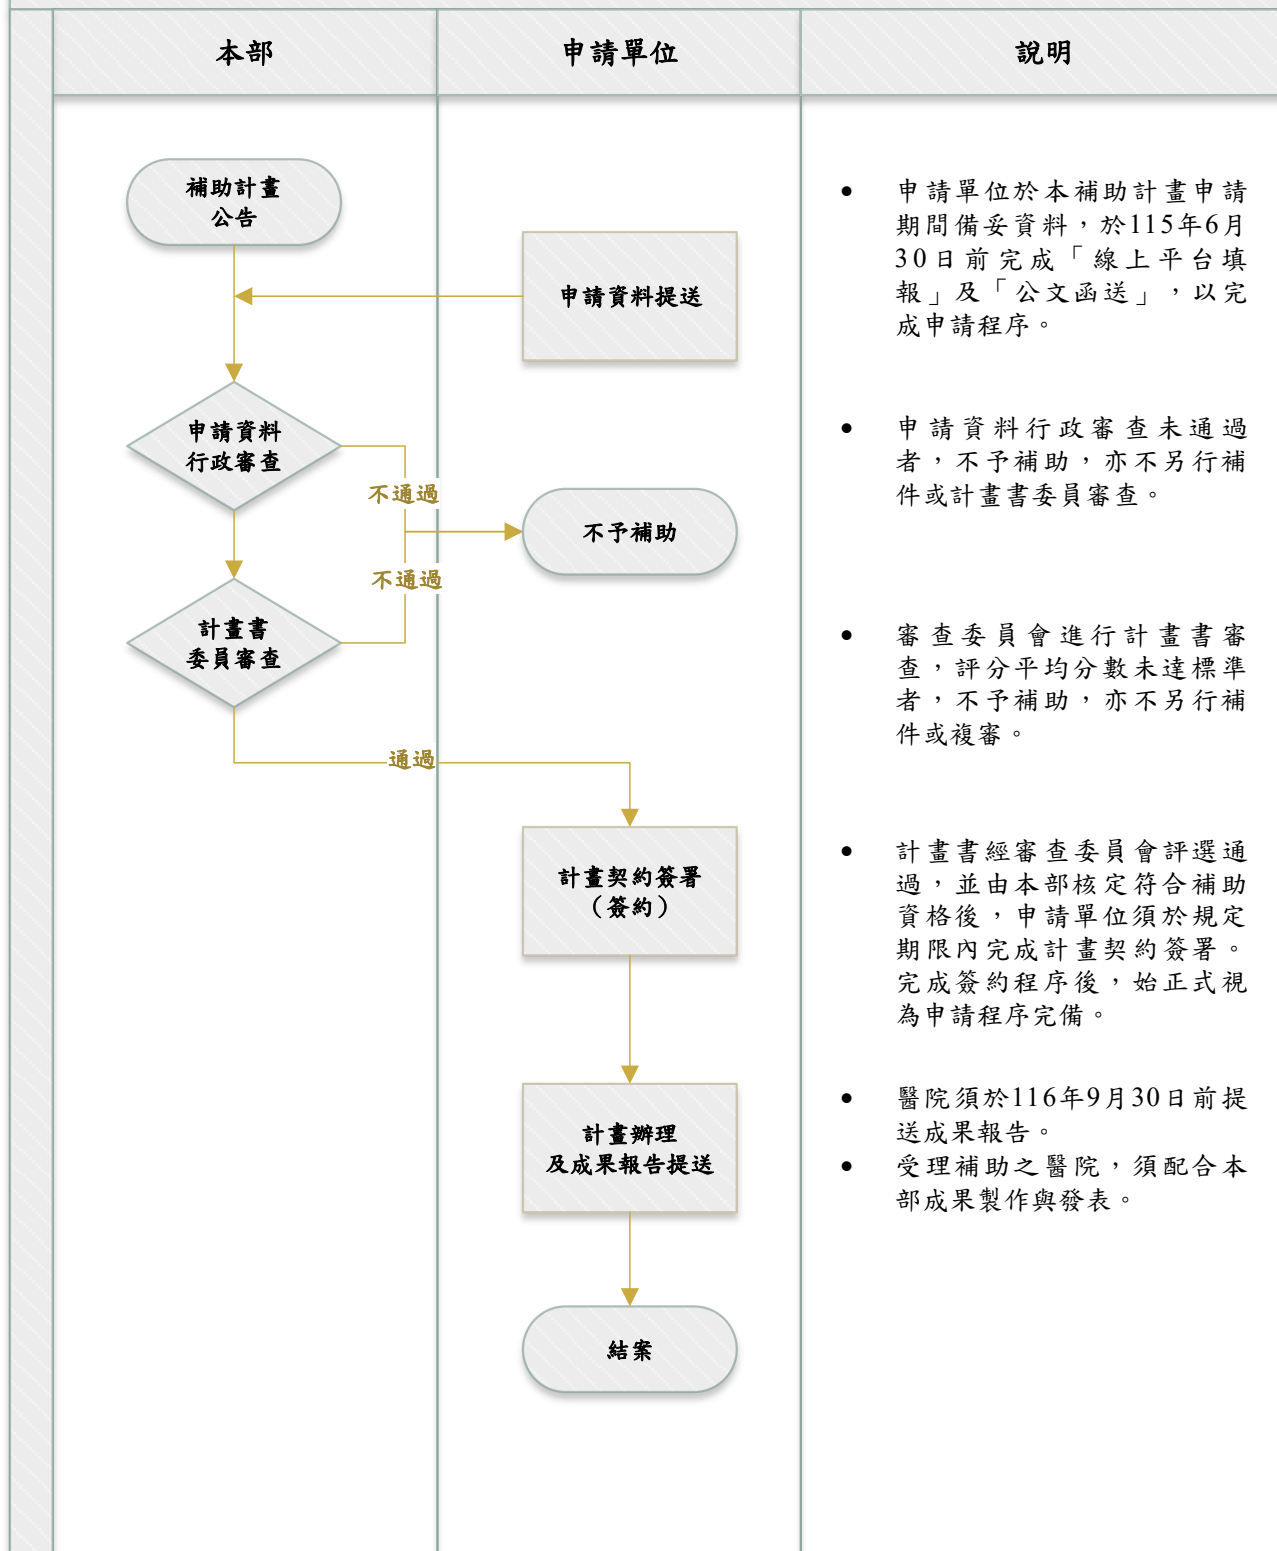 本部
申請單位
說明
補助計畫
公告
申請資料提送
申請資料
行政審查
不通過
不予補助
不通過
計畫書
委員審查
通過
計畫契約簽署
（簽約）
計畫辦理
及成果報告提送
結案
• 申請單位於本補助計畫申請
期間備妥資料，於115年6月
30日前完成「線上平台填
報」及「公文函送」，以完
成申請程序。
• 申請資料行政審查未通過
者，不予補助，亦不另行補
件或計畫書委員審查。
• 審查委員會進行計畫書審
查，評分平均分數未達標準
者，不予補助，亦不另行補
件或複審。
• 計畫書經審查委員會評選通
過，並由本部核定符合補助
資格後，申請單位須於規定
期限內完成計畫契約簽署。
完成簽約程序後，始正式視
為申請程序完備。
• 醫院須於116年9月30日前提
送成果報告。
• 受理補助之醫院，須配合本
部成果製作與發表。